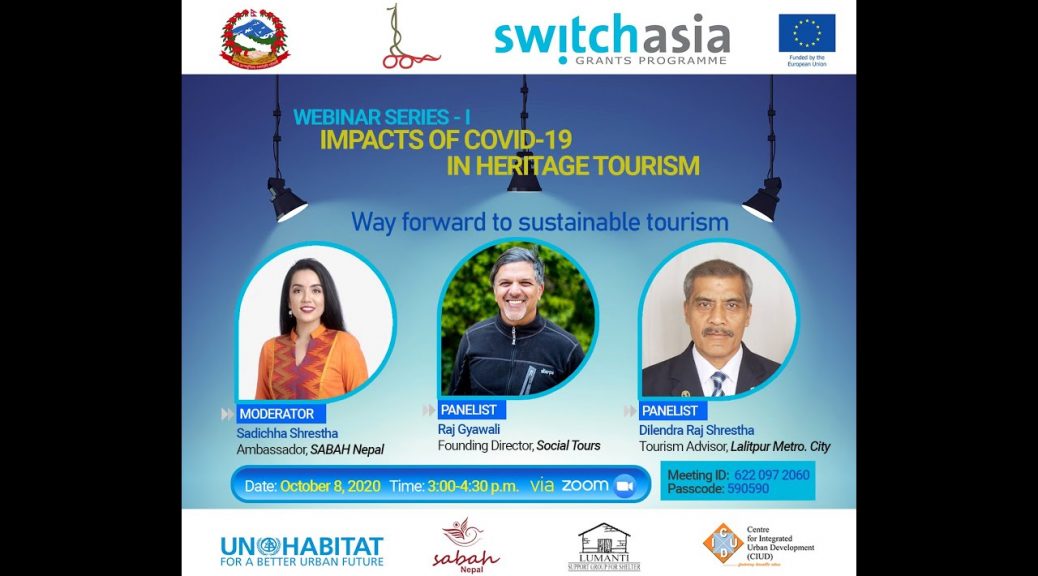 switchasia
GRANTS PROGRAMME
Funded by the
European Union
WEBINAR SERIES - I
IMPACTS OF COVID-19
IN HERITAGE TOURISM
Way forward to sustainable tourism
MODERATOR
Sadichha Shrestha
Ambassador, SABAH Nepal
PANELIST
Raj Gyawali
Founding Director, Social Tours
PANELIST
Dilendra Raj Shrestha
Tourism Advisor, Lalitpur Metro. City
Date: October 8, 2020 Time: 3:00-4:30 p.m. via zoom
Meeting ID: 622 097 2060
Passcode: 590590
UN HABITAT
FOR A BETTER URBAN FUTURE
sabah
Nepal
LUMANTI
SUPPORT GROUP FOR SHELTER
C
I U
D
Centre
for Integrated
Urban Development
(CIUD)